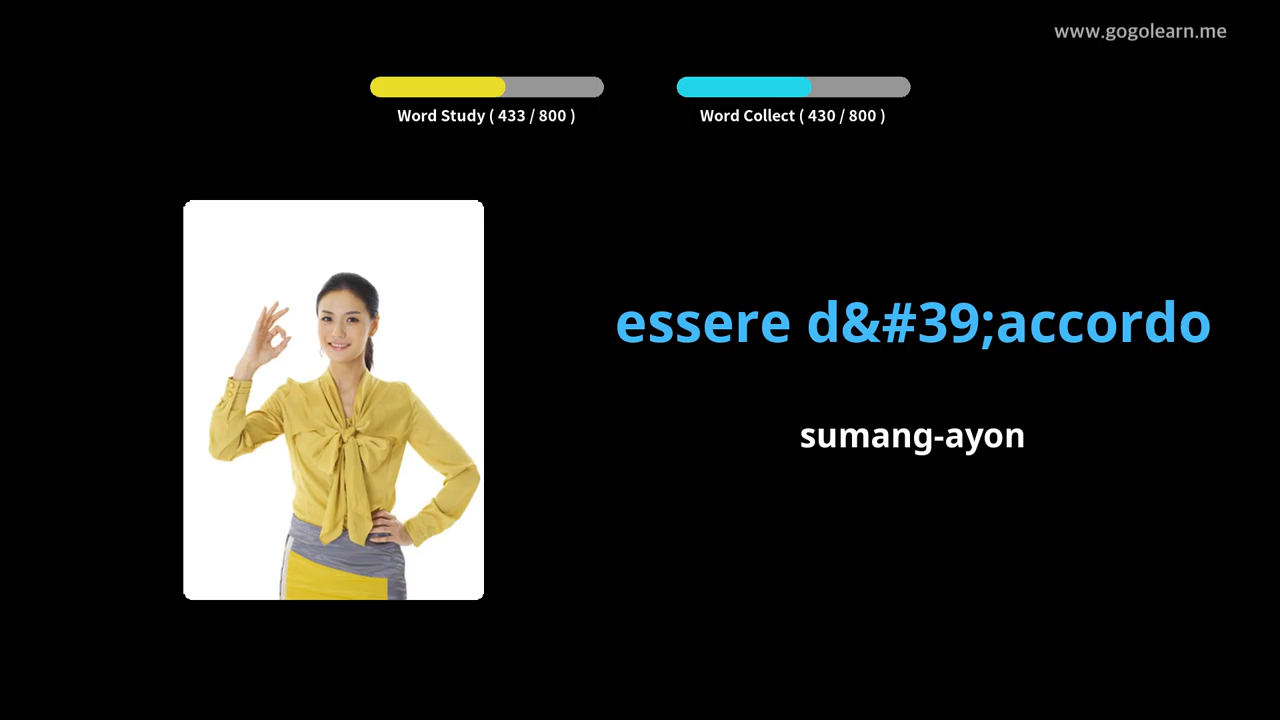 www.gogolearn.me
Word Study ( 433 / 800 )
Word Collect ( 430 / 800 )
essere d&#39;accordo
sumang-ayon